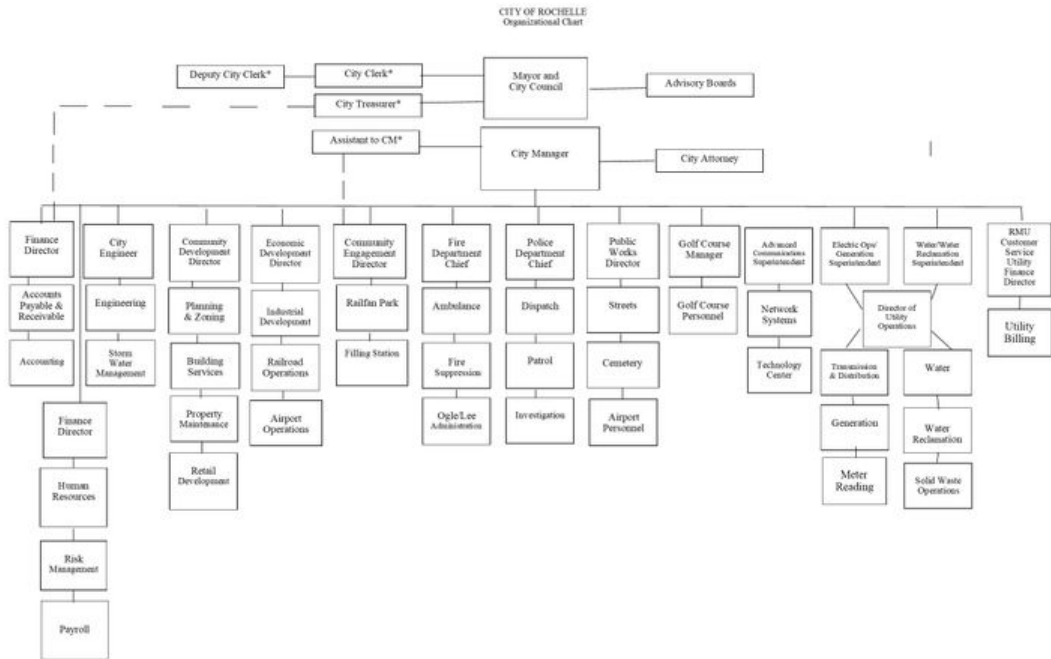 CITY OF ROCHELLE
Organizational Chart
Deputy City Clerk*
City Clerk*
Mayor and
City Council
Advisory Boards
City Treasurer*
Assistant to CM*
City Manager
City Attorney
Finance
Director
City
Engineer
Community
Development
Director
Economic
Development
Director
Community
Engagement
Director
Fire
Department
Chief
Police
Department
Chief
Public
Works
Director
Golf Course
Manager
Advanced
Communications
Superintendent
Electric Ops/
Generation
Superintendent
Water/Water
Reclamation
Superintendent
RMU
Customer
Service
Utility
Finance
Director
Accounts
Payable &
Receivable
Engineering
Planning
& Zoning
Industrial
Development
Railfan Park
Ambulance
Dispatch
Streets
Golf Course
Personnel
Network
Systems
Director of
Utility
Operations
Utility
Billing
Accounting
Storm
Water
Management
Building
Services
Railroad
Operations
Filling Station
Fire
Suppression
Patrol
Cemetery
Technology
Center
Transmission
& Distribution
Water
Finance
Director
Property
Maintenance
Airport
Operations
Ogle/Lee
Administration
Investigation
Airport
Personnel
Generation
Water
Reclamation
Human
Resources
Retail
Development
Meter
Reading
Solid Waste
Operations
Risk
Management
Payroll